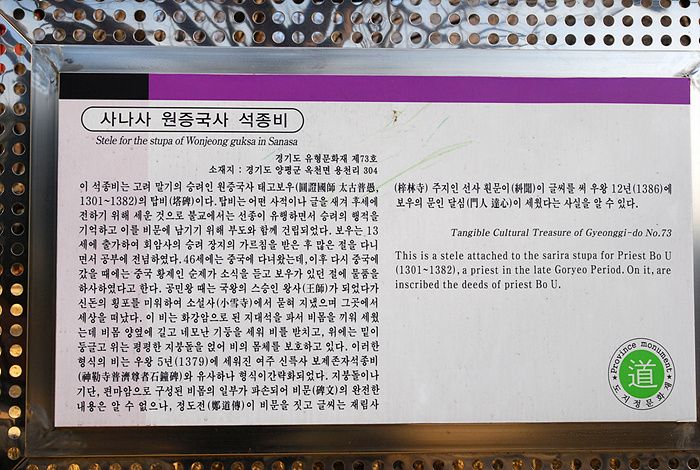 사나사 원증국사 석종비
Stele for the stupa of Wonjeong guksa in Sanasa
경기도 유형문화재 제73호
소재지 : 경기도 양평군 옥천면 용천리 304
이 석종비는 고려 말기의 승려인 원증국사 태고보우(圓證國師 太古普愚,
1301~1382)의 탑비(塔碑)이다. 탑비는 어떤 사적이나 글을 새겨 후세에
전하기 위해 세운 것으로 불교에서는 선종이 유행하면서 승려의 행적을
기억하고 이를 비문에 남기기 위해 부도와 함께 건립되었다. 보우는 13
세에 출가하여 회암사의 승려 광지의 가르침을 받은 후 많은 절을 다니
면서 공부에 전념하였다. 46세에는 중국에 다녀왔는데, 이후 다시 중국에
갔을 때에는 중국 황제인 순제가 소식을 듣고 보우가 있던 절에 물품을
하사하였다고 한다. 공민왕 때는 국왕의 스승인 왕사(王師)가 되었다가
신돈의 횡포를 미워하여 소설사(小雪寺)에서 묻혀 지냈으며 그곳에서
세상을 떠났다. 이 비는 화강암으로 된 지대석을 파서 비몸을 끼워 세웠
는데 비몸 양옆에 길고 네모난 기둥을 세워 비를 받치고, 위에는 밑이
둥글고 위는 평평한 지붕돌을 얹어 비의 몸체를 보호하고 있다. 이러한
형식의 비는 우왕 5년(1379)에 세워진 여주 신륵사 보제존자석종비
(神勒寺普濟尊者石鐘碑)와 유사하나 형식이간략화되었다. 지붕돌이나
기단, 편마암으로 구성된 비몸의 일부가 파손되어 비문(碑文)의 완전한
내용은 알 수 없으나, 정도전(鄭道傳)이 비문을 짓고 글씨는 재림사
(梓林寺) 주지인 선사 원문이(斜聞)이 글씨를 써 우왕 12년(1386)에
보우의 문인 달심(門人 達心)이 세웠다는 사실을 알 수 있다.
Tangible Cultural Treasure of Gyeonggi-do No.73
This is a stele attached to the sarira stupa for Priest Bo U
(1301~1382), a priest in the late Goryeo Period. On it, are
inscribed the deeds of priest Bo U.
Province monument
道
도지정문화재